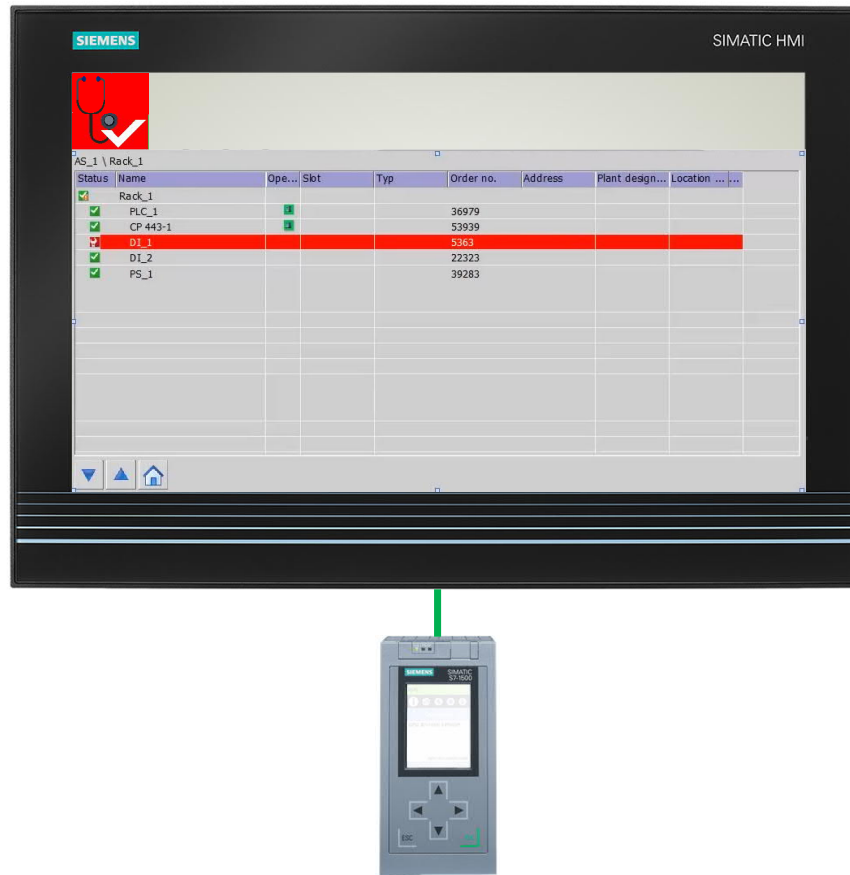 SIEMENS
SIMATIC HMI
AS_1 \ Rack_1
Status Name Ope... Slot Typ Order no. Address Plant design... Location ... ...
Rack_1
PLC_1 36979
CP 443-1 53939
DI_1 5363
DI_2 22323
PS_1 39283
SIEMENS SIMATIC
S7-1500
ESC